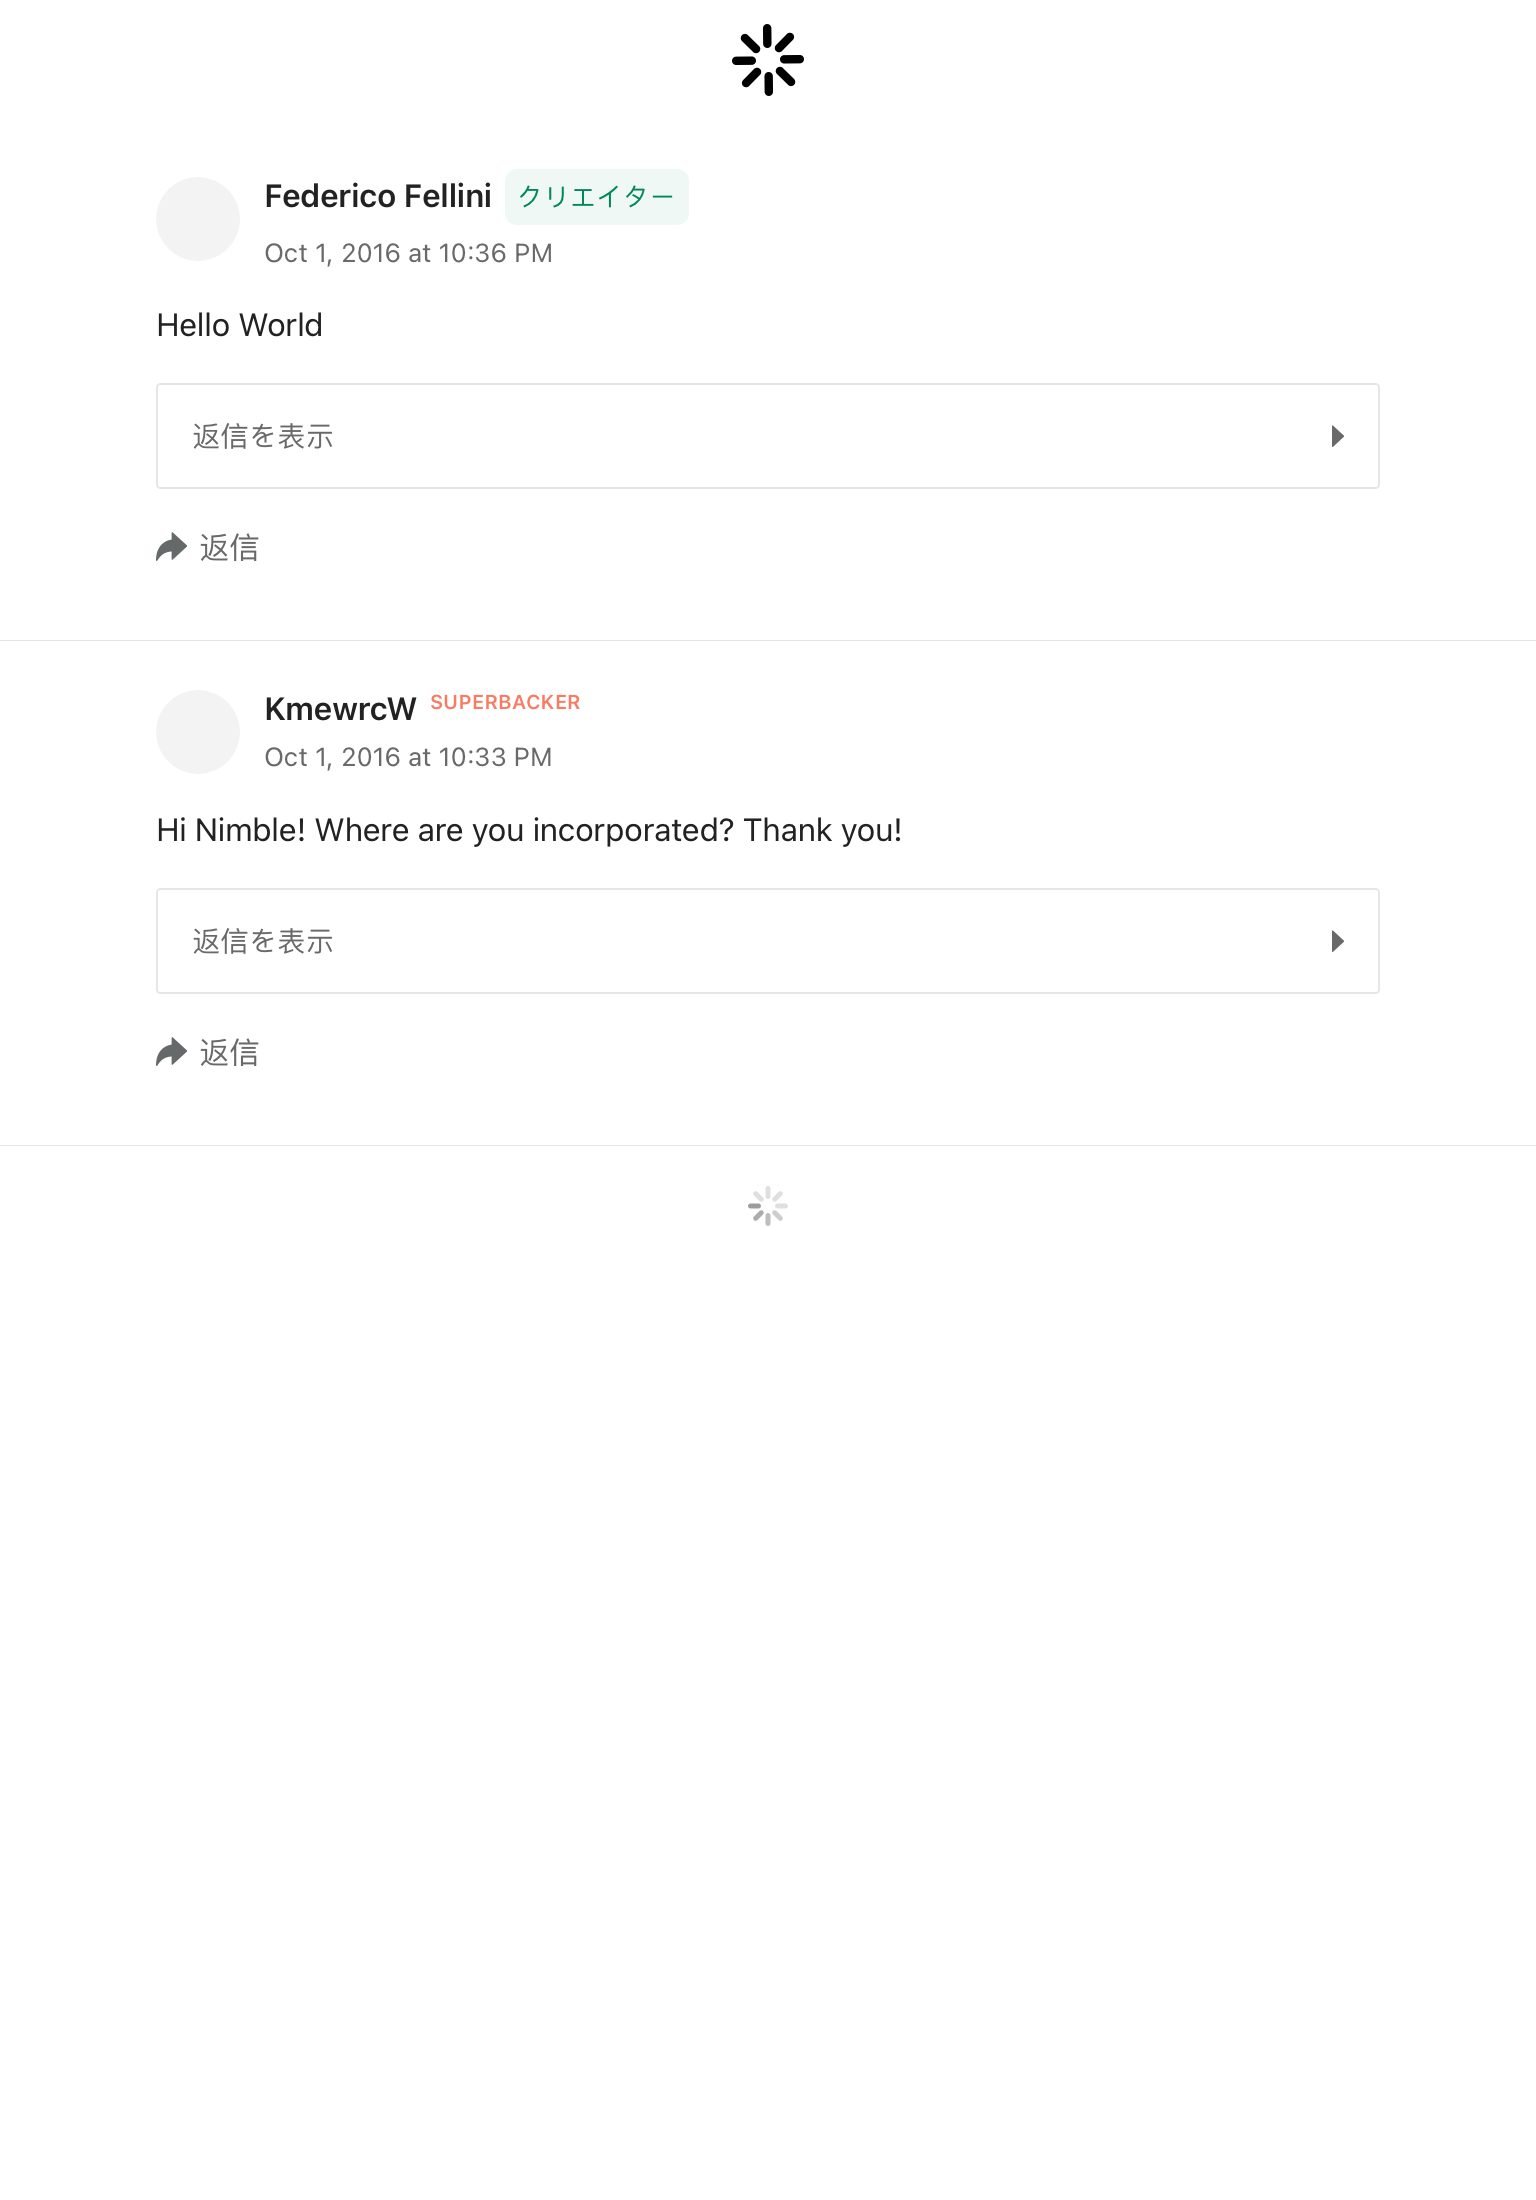 Federico Fellini クリエイター
Oct 1, 2016 at 10:36 PM
Hello World
返信を表示
返信
KmewrcW SUPERBACKER
Oct 1, 2016 at 10:33 PM
Hi Nimble! Where are you incorporated? Thank you!
返信を表示
返信